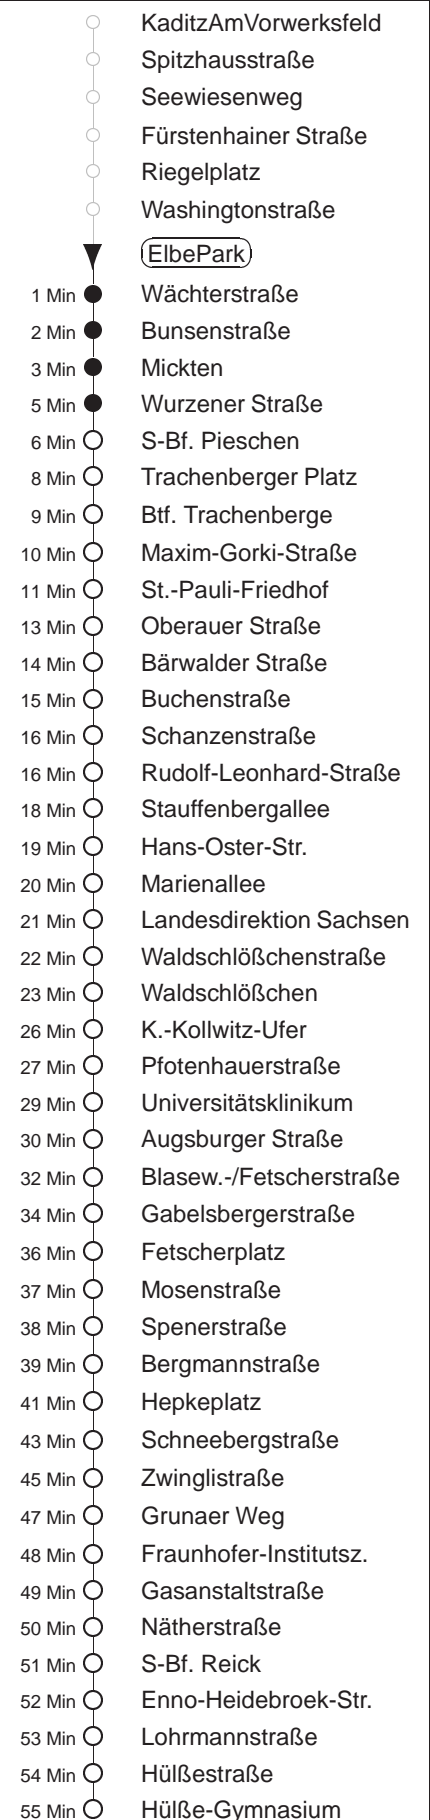 KaditzAmVorwerksfeld
Spitzhausstraße
Seewiesenweg
Fürstenhainer Straße
Riegelplatz
Washingtonstraße
ElbePark
1 Min Wächterstraße
2 Min Bunsenstraße
3 Min Mickten
5 Min Wurzener Straße
6 Min S-Bf. Pieschen
8 Min Trachenberger Platz
9 Min Btf. Trachenberge
10 Min Maxim-Gorki-Straße
11 Min St.-Pauli-Friedhof
13 Min Oberauer Straße
14 Min Bärwalder Straße
15 Min Buchenstraße
16 Min Schanzenstraße
16 Min Rudolf-Leonhard-Straße
18 Min Stauffenbergallee
19 Min Hans-Oster-Str.
20 Min Marienallee
21 Min Landesdirektion Sachsen
22 Min Waldschlößchenstraße
23 Min Waldschlößchen
26 Min K.-Kollwitz-Ufer
27 Min Pfotenhauerstraße
29 Min Universitätsklinikum
30 Min Augsburger Straße
32 Min Blasew.-/Fetscherstraße
34 Min Gabelsbergerstraße
36 Min Fetscherplatz
37 Min Mosenstraße
38 Min Spenerstraße
39 Min Bergmannstraße
41 Min Hepkeplatz
43 Min Schneebergstraße
45 Min Zwinglistraße
47 Min Grunaer Weg
48 Min Fraunhofer-Institutsz.
49 Min Gasanstaltstraße
50 Min Nätherstraße
51 Min S-Bf. Reick
52 Min Enno-Heidebroek-Str.
53 Min Lohrmannstraße
54 Min Hülßestraße
55 Min Hülße-Gymnasium